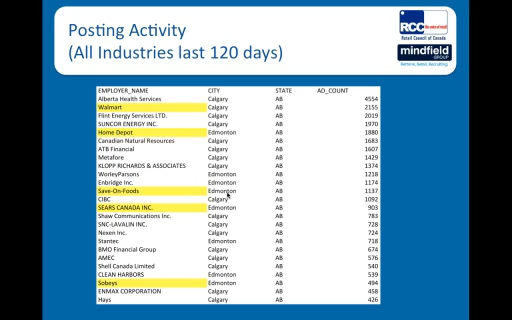 Posting Activity
(All Industries last 120 days)
RCC
Retail Council of Canada
mindfield
GROUP
Rethink. Retail. Recruiting.
EMPLOYER_NAME CITY STATE AD_COUNT
Alberta Health Services Calgary AB 4554
Walmart Calgary AB 2155
Flint Energy Services LTD. Calgary AB 2019
SUNCOR ENERGY INC. Calgary AB 1970
Home Depot Edmonton AB 1880
Canadian Natural Resources Calgary AB 1683
ATB Financial Calgary AB 1607
Metafore Calgary AB 1429
KLOPP RICHARDS & ASSOCIATES Calgary AB 1374
WorleyParsons Edmonton AB 1218
Enbridge Inc. Edmonton AB 1174
Save-On-Foods Edmonton AB 1137
CIBC Calgary AB 1092
SEARS CANADA INC. Edmonton AB 903
Shaw Communications Inc. Calgary AB 783
SNC-LAVALIN INC. Calgary AB 728
Nexen Inc. Calgary AB 724
Stantec Edmonton AB 718
BMO Financial Group Calgary AB 674
AMEC Calgary AB 576
Shell Canada Limited Calgary AB 540
CLEAN HARBORS Edmonton AB 539
Sobeys Edmonton AB 494
ENMAX CORPORATION Calgary AB 458
Hays Calgary AB 426